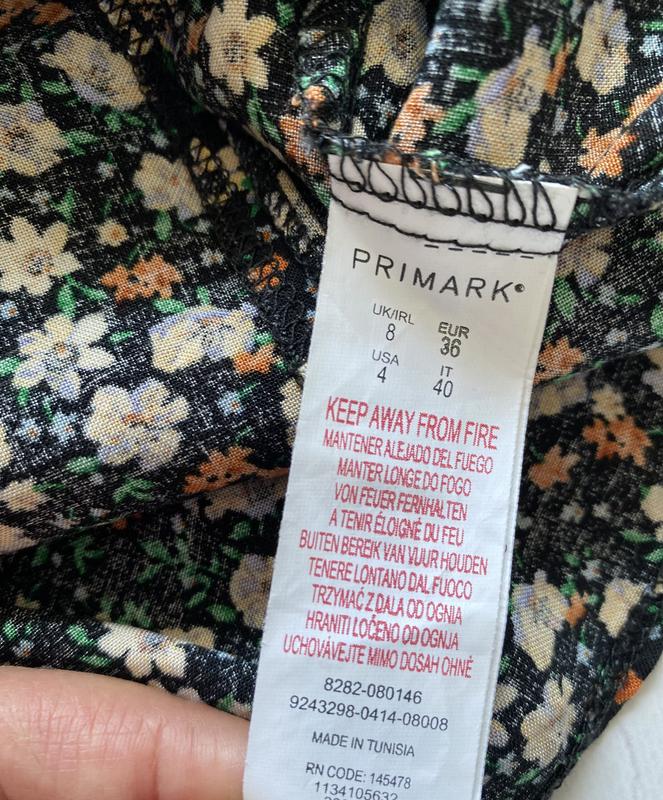 PRIMARK®
UK/IRL EUR
8 36
USA IT
4 40
KEEP AWAY FROM FIRE
MANTENER ALEJADO DEL FUEGO
MANTER LONGE DO FOGO
VON FEUER FERNHALTEN
A TENIR ÉLOIGNÉ DU FEU
BUITEN BEREIK VAN VUUR HOUDEN
TENERE LONTANO DAL FUOCO
TRZYMAĆ Z DALA OD OGNIA
HRANITI LOČENO OD OGNJA
UCHOVÁVEJTE MIMO DOSAH OHNĚ
8282-080146
9243298-0414-08008
MADE IN TUNISIA
RN CODE: 145478
1134105632